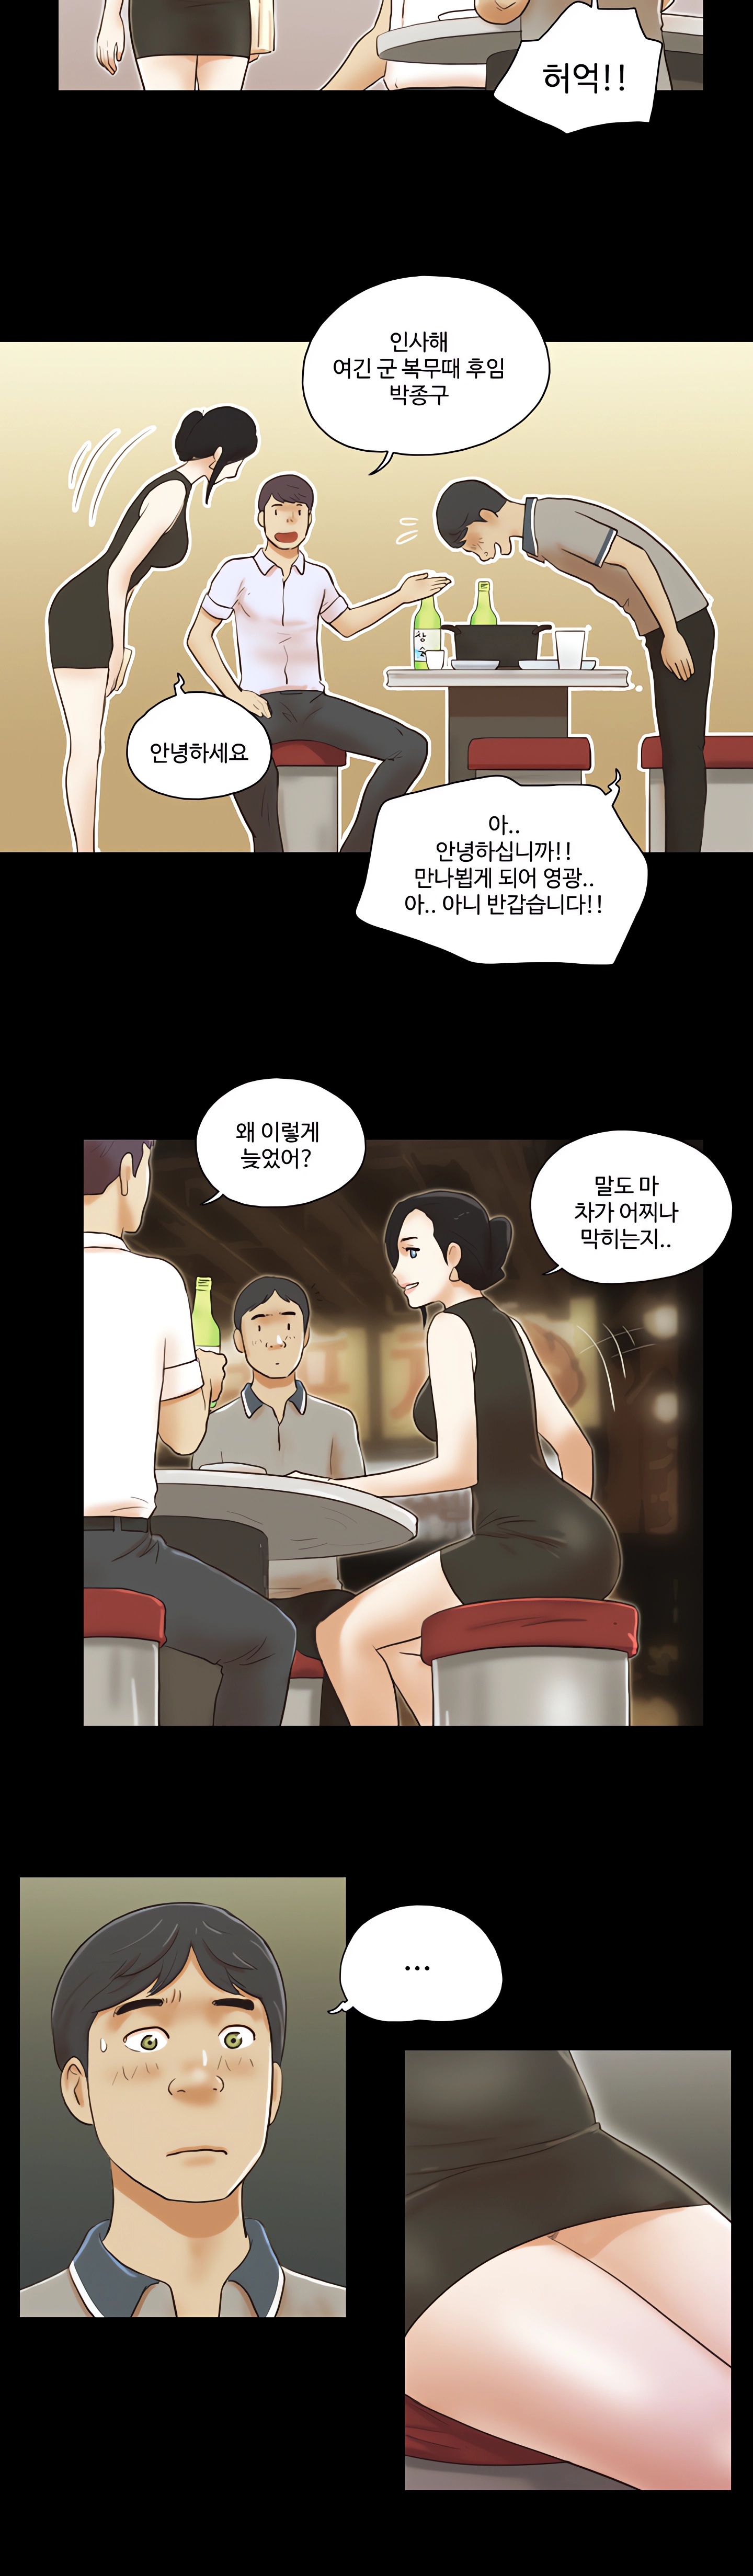 허억!!
인사해
여긴 군 복무때 후임
박종구
참
안녕하세요
아..
안녕하십니까!!
만나뵙게 되어 영광..
아.. 아니 반갑습니다!!
왜 이렇게
늦었어?
말도 마
차가 어찌나
막히는지..
...